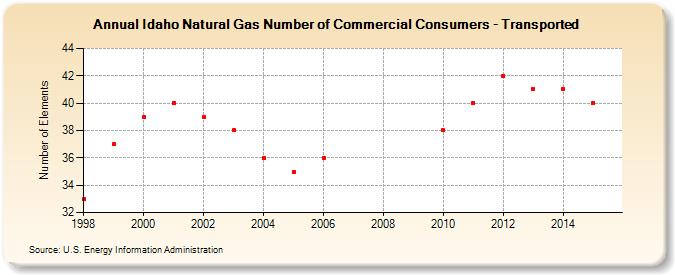 Annual Idaho Natural Gas Number of Commercial Consumers - Transported
Number of Elements
44
42
40
38
36
34
32
1998 2000 2002 2004 2006 2008 2010 2012 2014
Source: U.S. Energy Information Administration